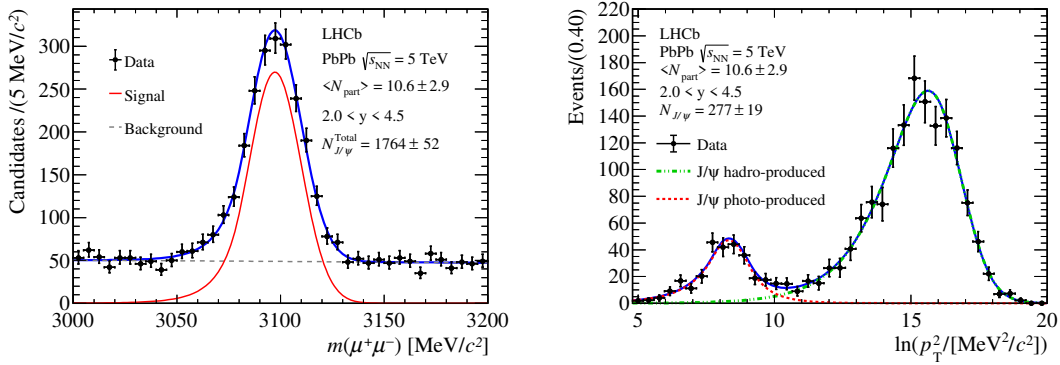 Candidates /(5 MeV/c²)
300
250
200
150
100
50
0
3000
3050
3100
3150
3200
m(μ⁺μ⁻) [MeV/c²]
Data
Signal
Background
LHCb
PbPb √sNN = 5 TeV
<Npart> = 10.6 ± 2.9
2.0 < y < 4.5
N^Total_J/ψ = 1764 ± 52
Events/(0.40)
220
200
180
160
140
120
100
80
60
40
20
0
5
10
15
20
ln(p_T²/[MeV²/c²])
LHCb
PbPb √sNN = 5 TeV
<Npart> = 10.6 ± 2.9
2.0 < y < 4.5
N_J/ψ = 277 ± 19
Data
J/ψ hadro-produced
J/ψ photo-produced